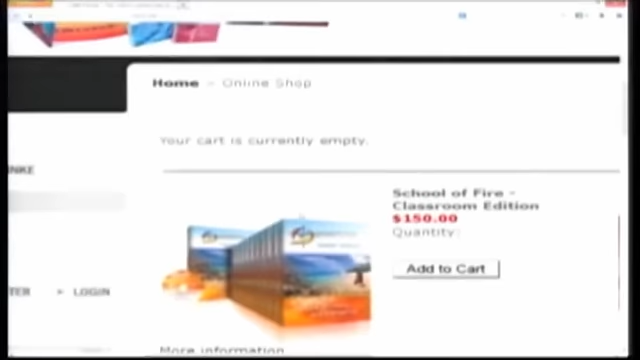 Home - Online Shop
Your cart is currently empty.
School of Fire -
Classroom Edition
$150.00
Quantity:
Add to Cart
LOGIN
More information